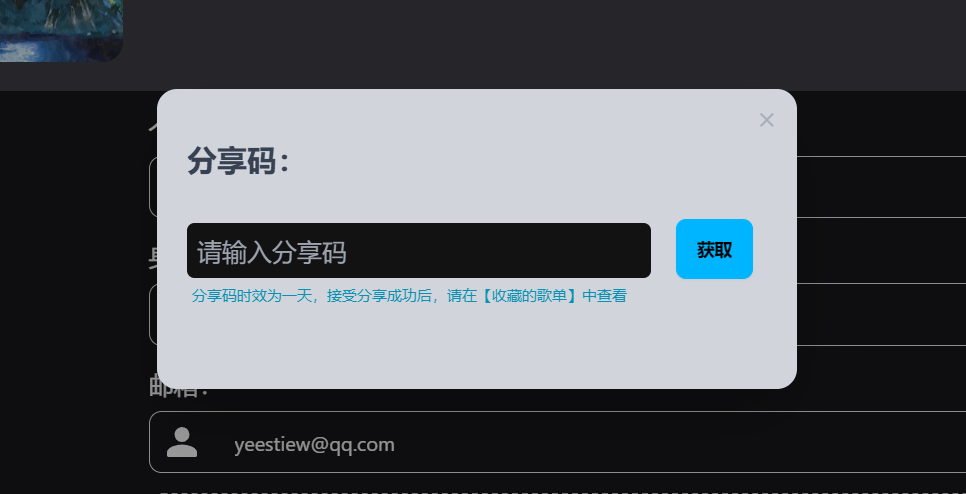 分享码：
请输入分享码
获取
分享码时效为一天，接受分享成功后，请在【收藏的歌单】中查看
邮箱：
yeestiew@qq.com